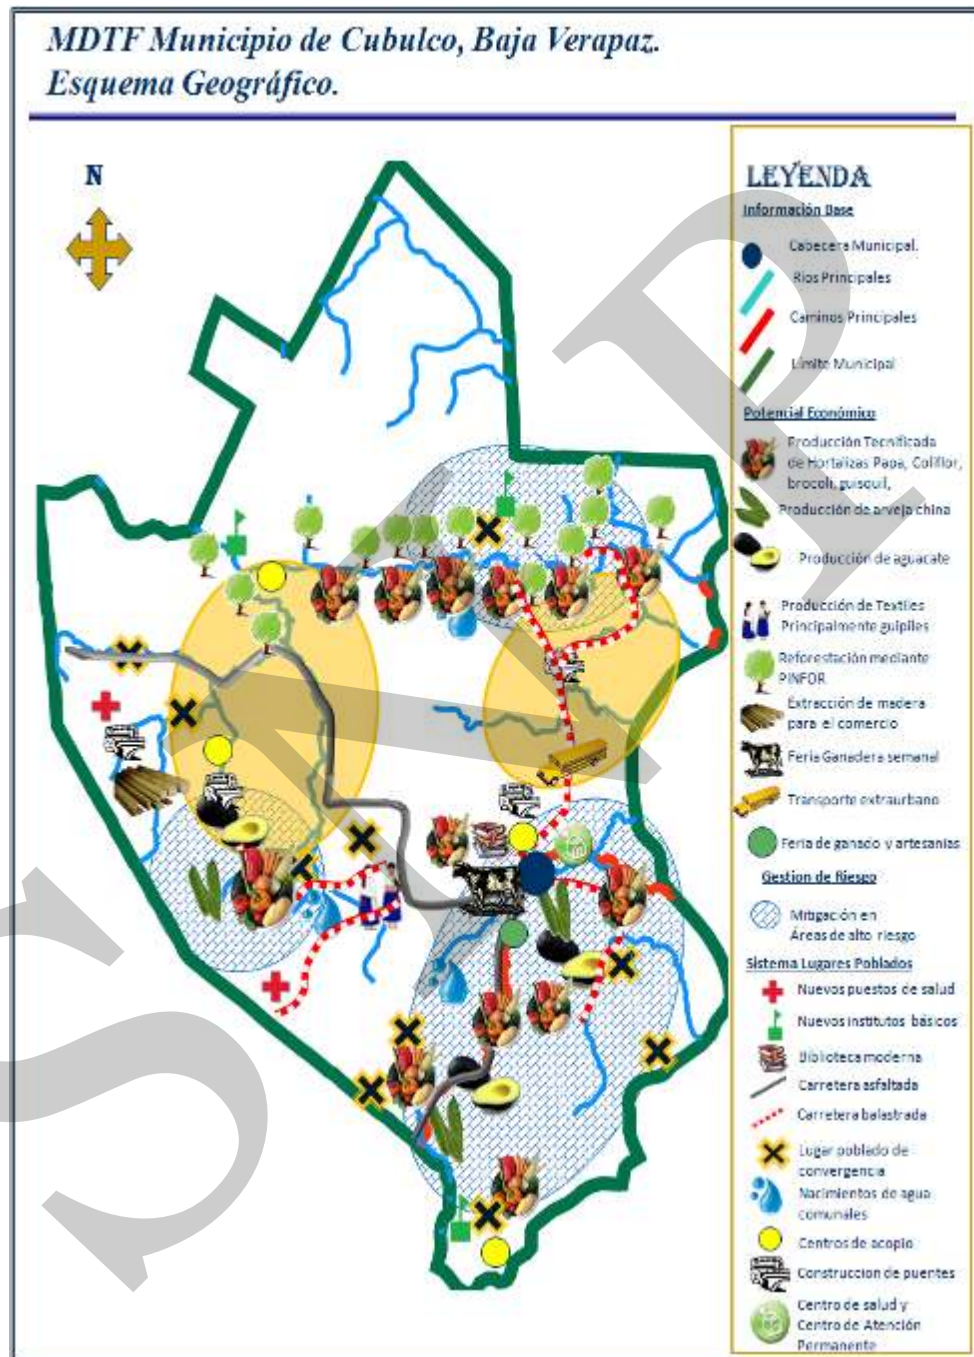 MDTF Municipio de Cubulco, Baja Verapaz.
Esquema Geográfico.
N
LEYENDA
Información Base
Cabecera Municipal.
Rios Principales
Caminos Principales
Límite Municipal
Potencial Económico
Producción Tecnificada
de Hortalizas Papa, Coliflor,
brocoli, guisquil,
Producción de arveja china
Producción de aguacate
Producción de Textiles
Principalmente guipiles
Reforestación mediante
PINFOR
Extracción de madera
para el comercio
Feria Ganadera semanal
Transporte extraurbano
Feria de ganado y artesanias
Gestion de Riesgo
Mitigación en
Áreas de alto riesgo
Sistema Lugares Poblados
Nuevos puestos de salud
Nuevos institutos básicos
Biblioteca moderna
Carretera asfaltada
Carretera balastrada
Lugar poblado de
convergencia
Nacimientos de agua
comunales
Centros de acopio
Construccion de puentes
Centro de salud y
Centro de Atención
Permanente